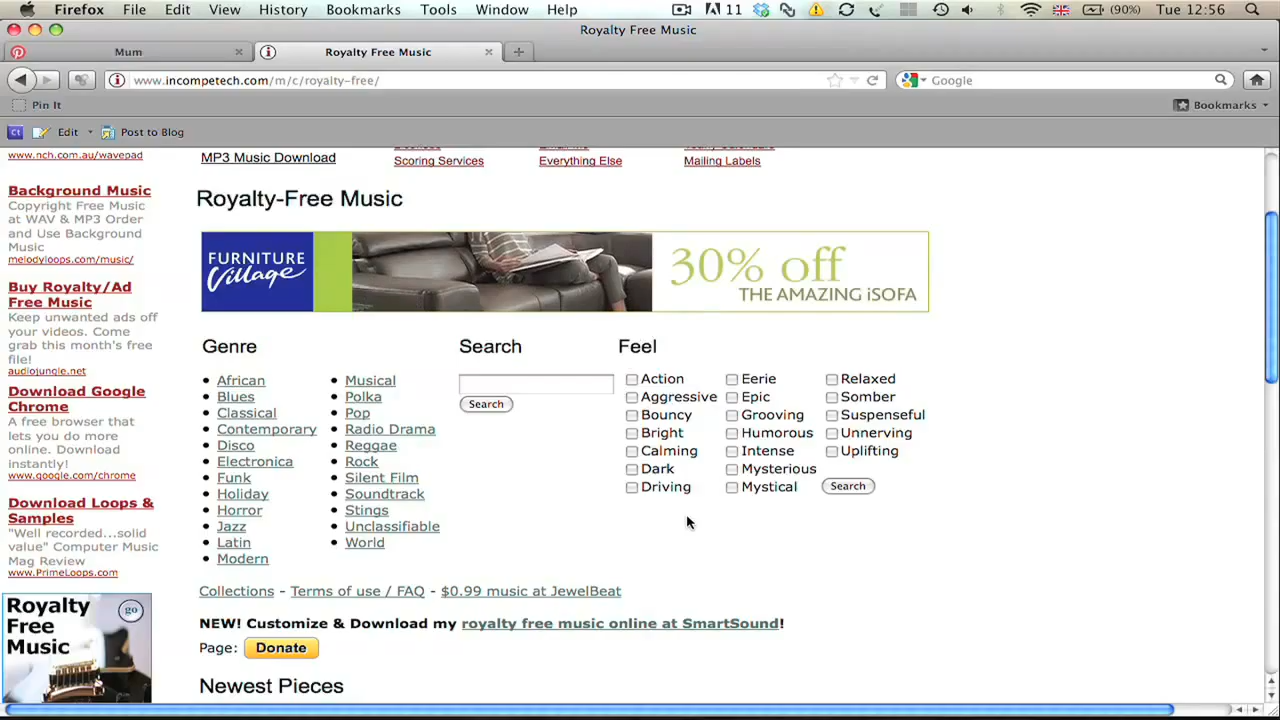 Firefox File Edit View History Bookmarks Tools Window Help 11 (90%) Tue 12:56
Royalty Free Music
Mum Royalty Free Music
www.incompetech.com/m/c/royalty-free/ Google
Pin It Bookmarks
Edit Post to Blog
www.nch.com.au/wavepad
Background Music
Copyright Free Music
at WAV & MP3 Order
and Use Background
Music
melodyloops.com/music/
Buy Royalty/Ad
Free Music
Keep unwanted ads off
your videos. Come
grab this month's free
file!
audiojungle.net
Download Google
Chrome
A free browser that
lets you do more
online. Download
instantly!
www.google.com/chrome
Download Loops &
Samples
"Well recorded...solid
value" Computer Music
Mag Review
www.PrimeLoops.com
Royalty
Free
Music
go
MP3 Music Download
Scoring Services
Everything Else
Mailing Labels
Royalty-Free Music
FURNITURE
Village
30% off
THE AMAZING iSOFA
Genre
African
Blues
Classical
Contemporary
Disco
Electronica
Funk
Holiday
Horror
Jazz
Latin
Modern
Musical
Polka
Pop
Radio Drama
Reggae
Rock
Silent Film
Soundtrack
Stings
Unclassifiable
World
Search
Search
Feel
Action
Aggressive
Bouncy
Bright
Calming
Dark
Driving
Eerie
Epic
Grooving
Humorous
Intense
Mysterious
Mystical
Relaxed
Somber
Suspenseful
Unnerving
Uplifting
Search
Collections - Terms of use / FAQ - $0.99 music at JewelBeat
NEW! Customize & Download my royalty free music online at SmartSound!
Page: Donate
Newest Pieces